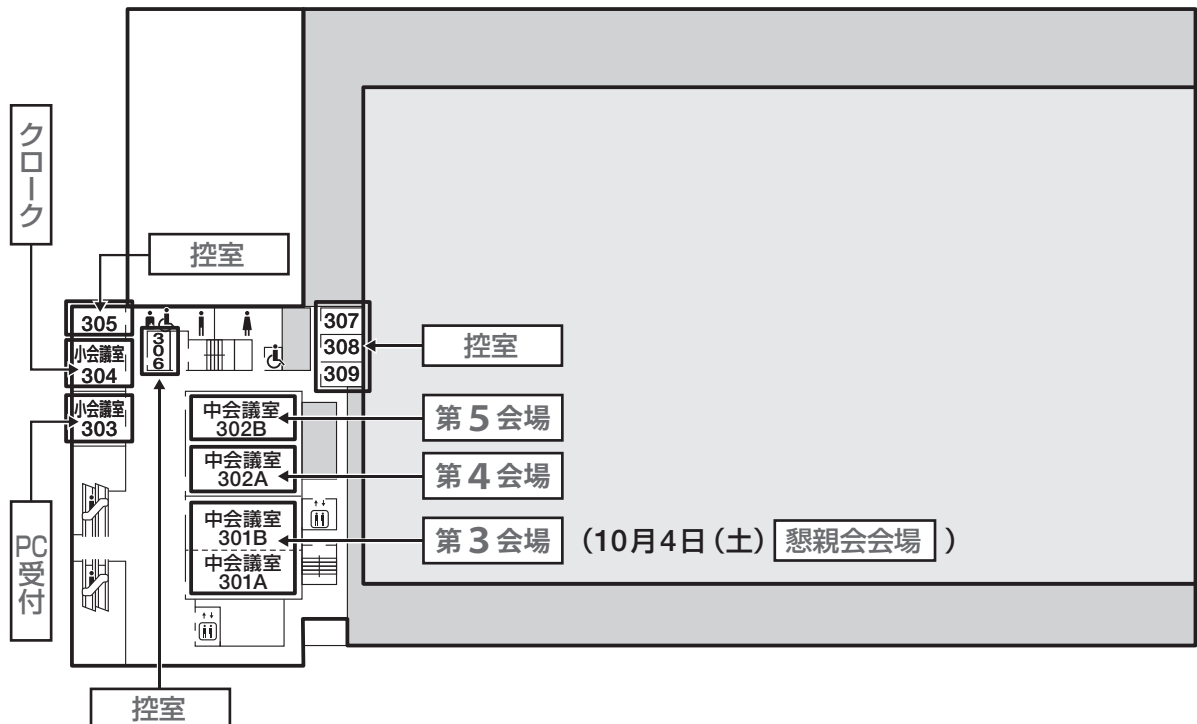 クローク
控室
305
306
307
308
309
控室
小会議室
304
小会議室
303
中会議室
302B
第5会場
中会議室
302A
第4会場
中会議室
301B
第3会場 (10月4日(土) 懇親会会場 )
中会議室
301A
PC受付
控室